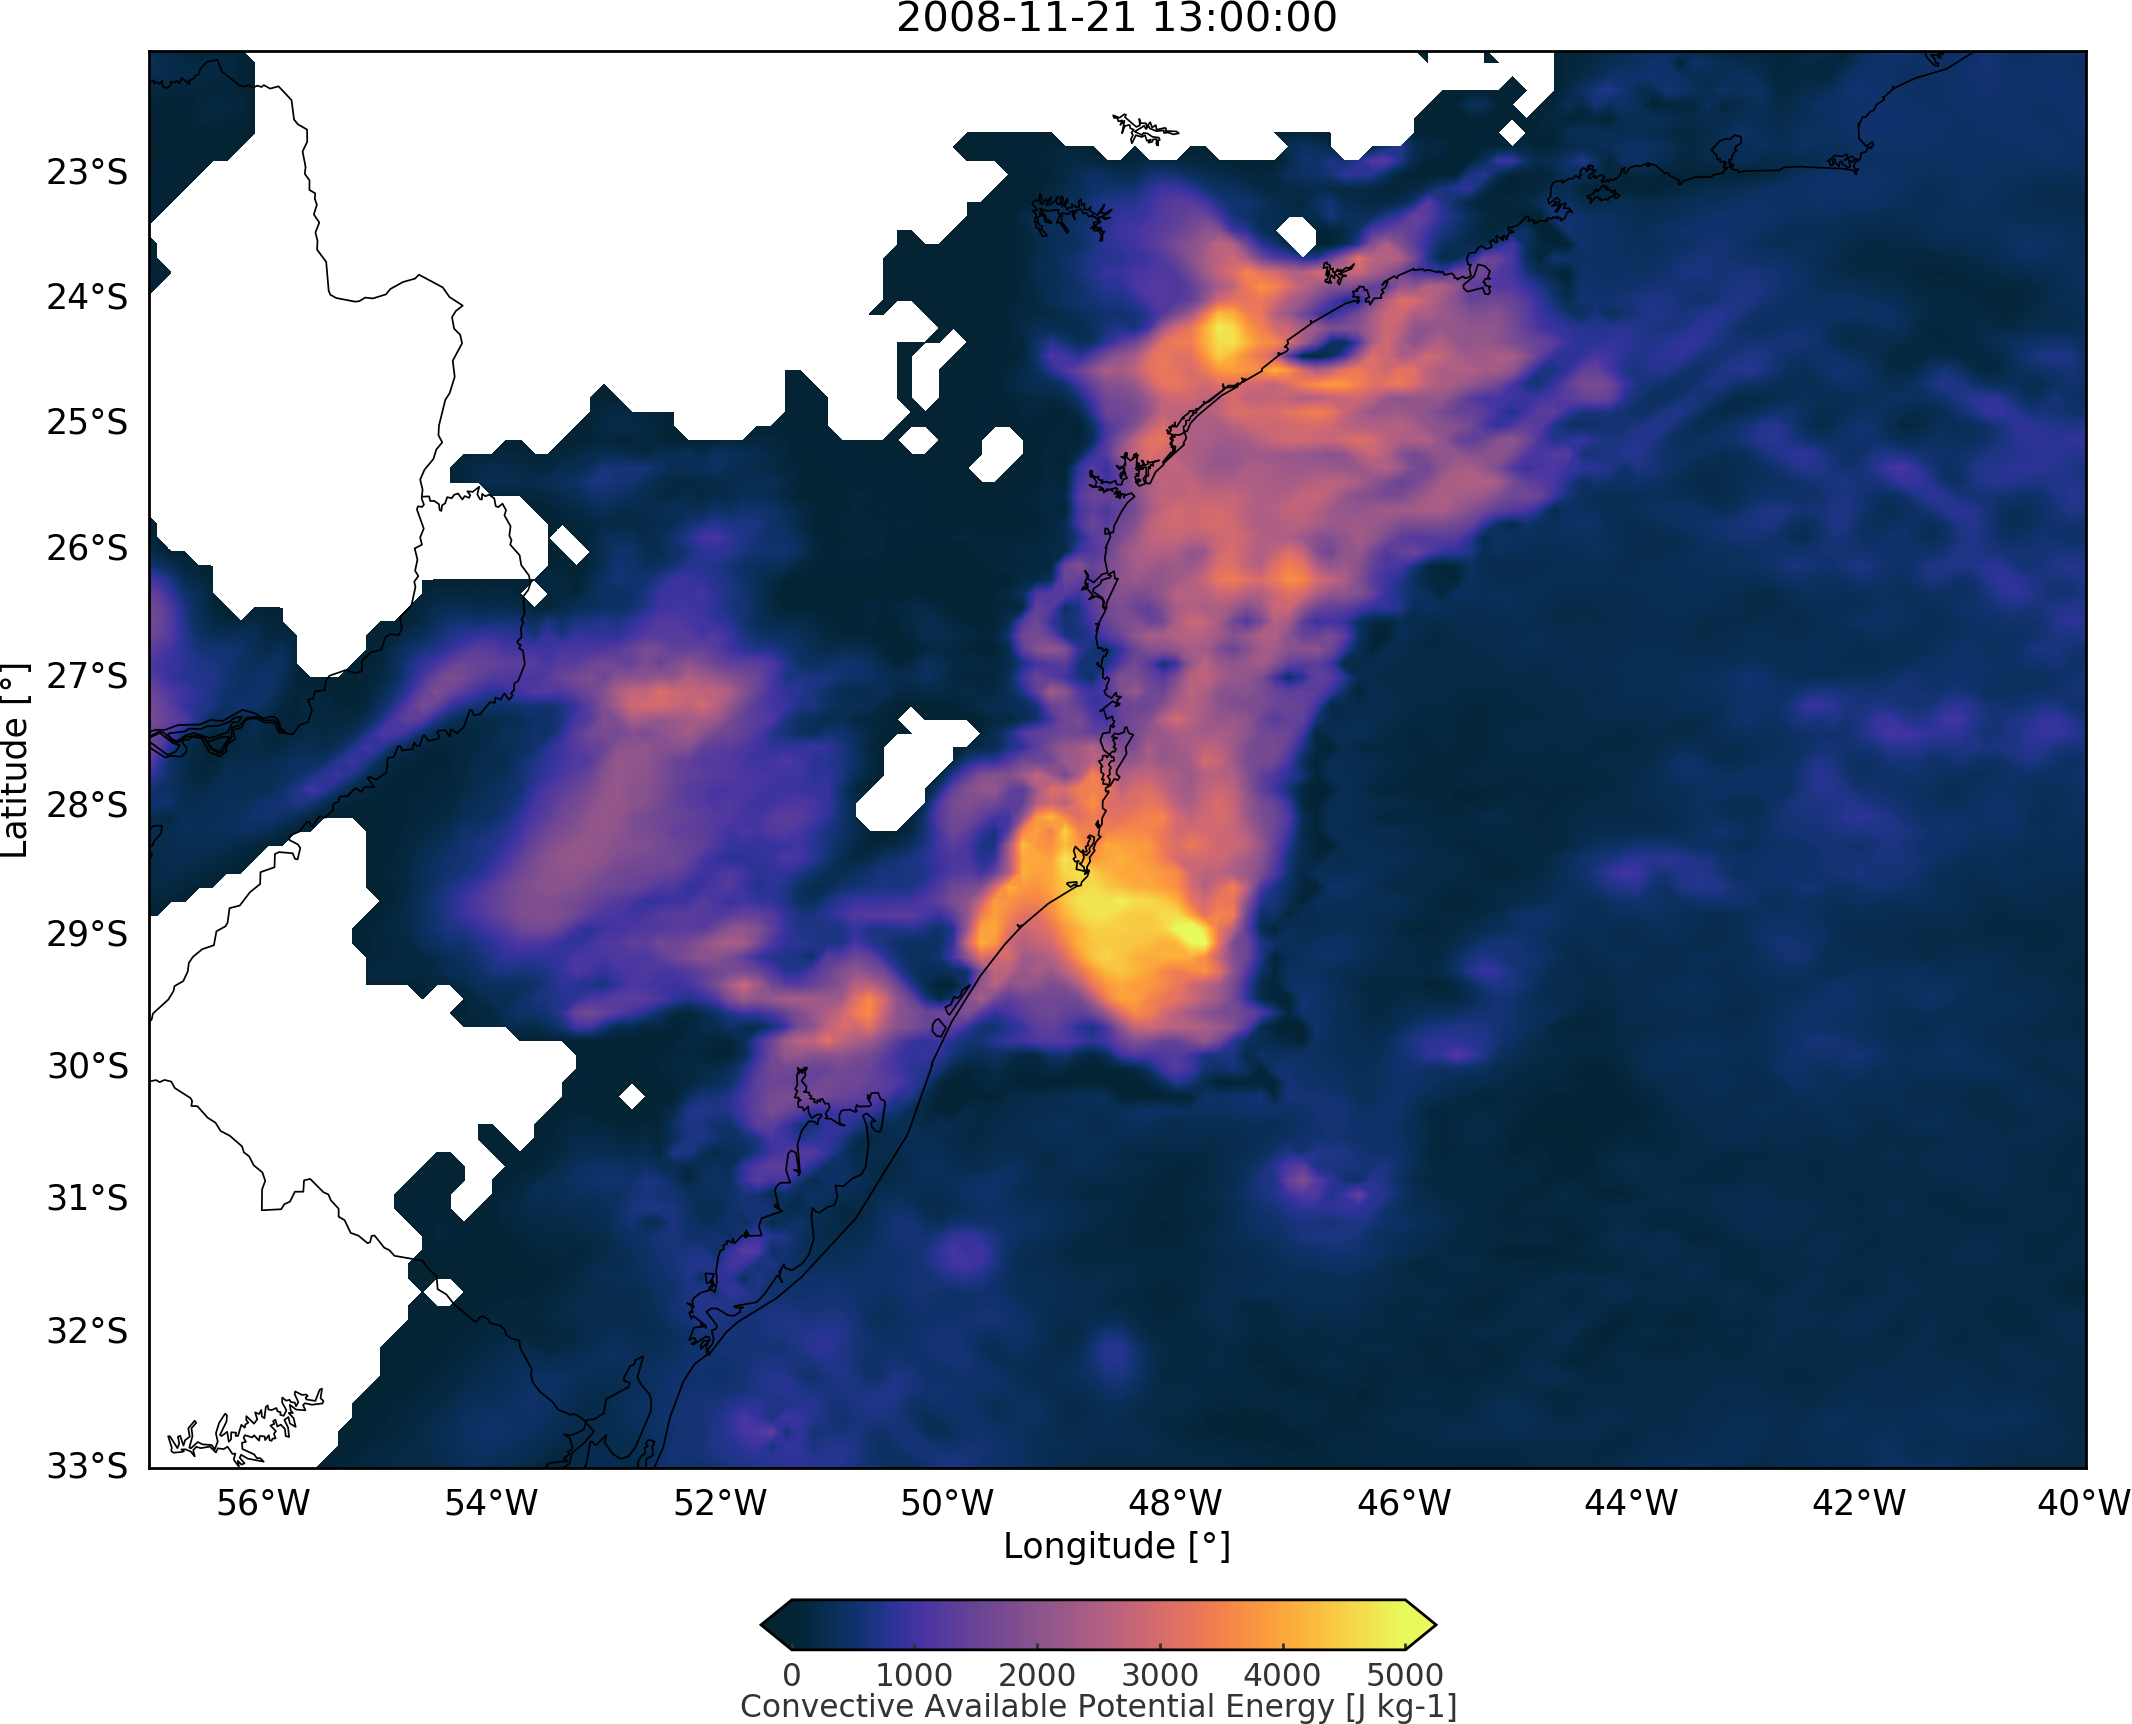 2008-11-21 13:00:00
23°S
24°S
25°S
26°S
27°S
28°S
29°S
30°S
31°S
32°S
33°S
Latitude [°]
56°W 54°W 52°W 50°W 48°W 46°W 44°W 42°W 40°W
Longitude [°]
0 1000 2000 3000 4000 5000
Convective Available Potential Energy [J kg-1]